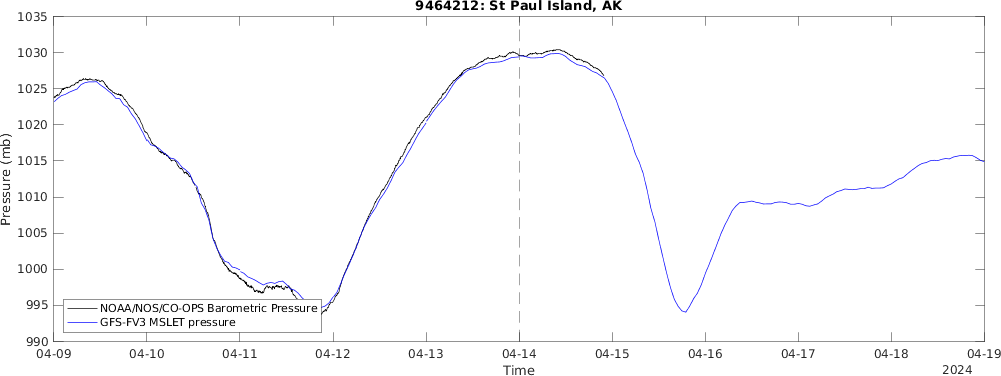 9464212: St Paul Island, AK
1035
1030
1025
1020
1015
1010
1005
1000
995
990
Pressure (mb)
NOAA/NOS/CO-OPS Barometric Pressure
GFS-FV3 MSLET pressure
04-09 04-10 04-11 04-12 04-13 04-14 04-15 04-16 04-17 04-18 04-19
Time
2024